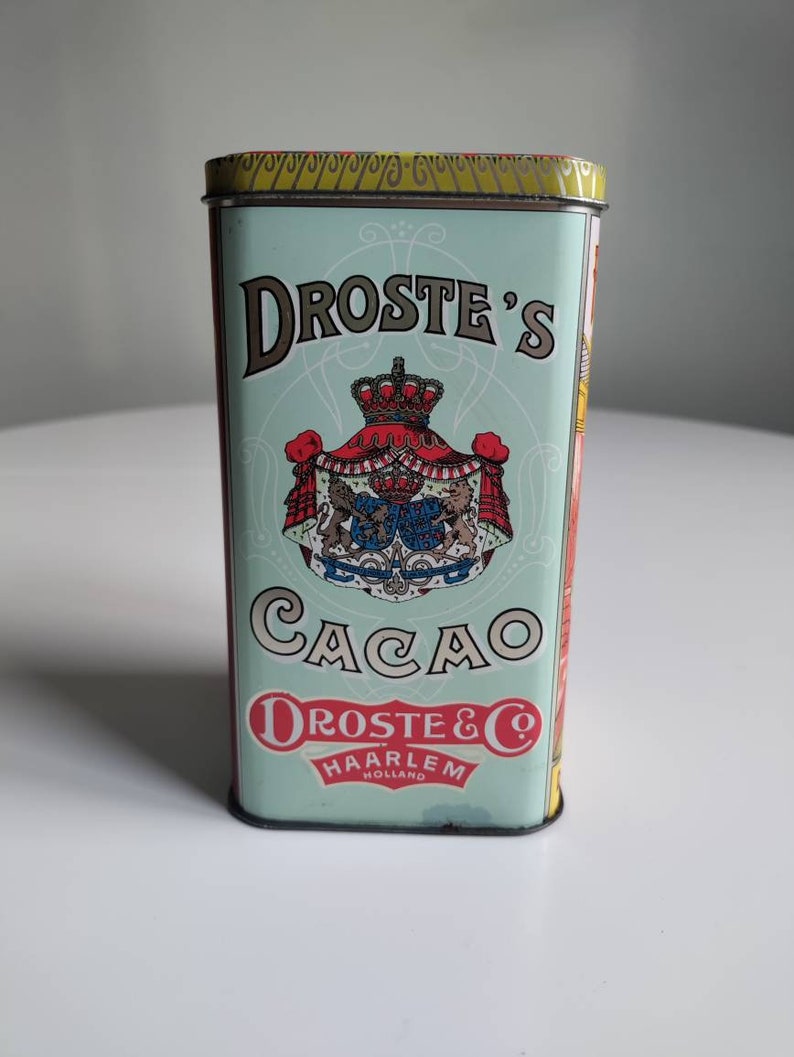 DROSTE'S
CACAO
DROSTE & Co
HAARLEM
HOLLAND